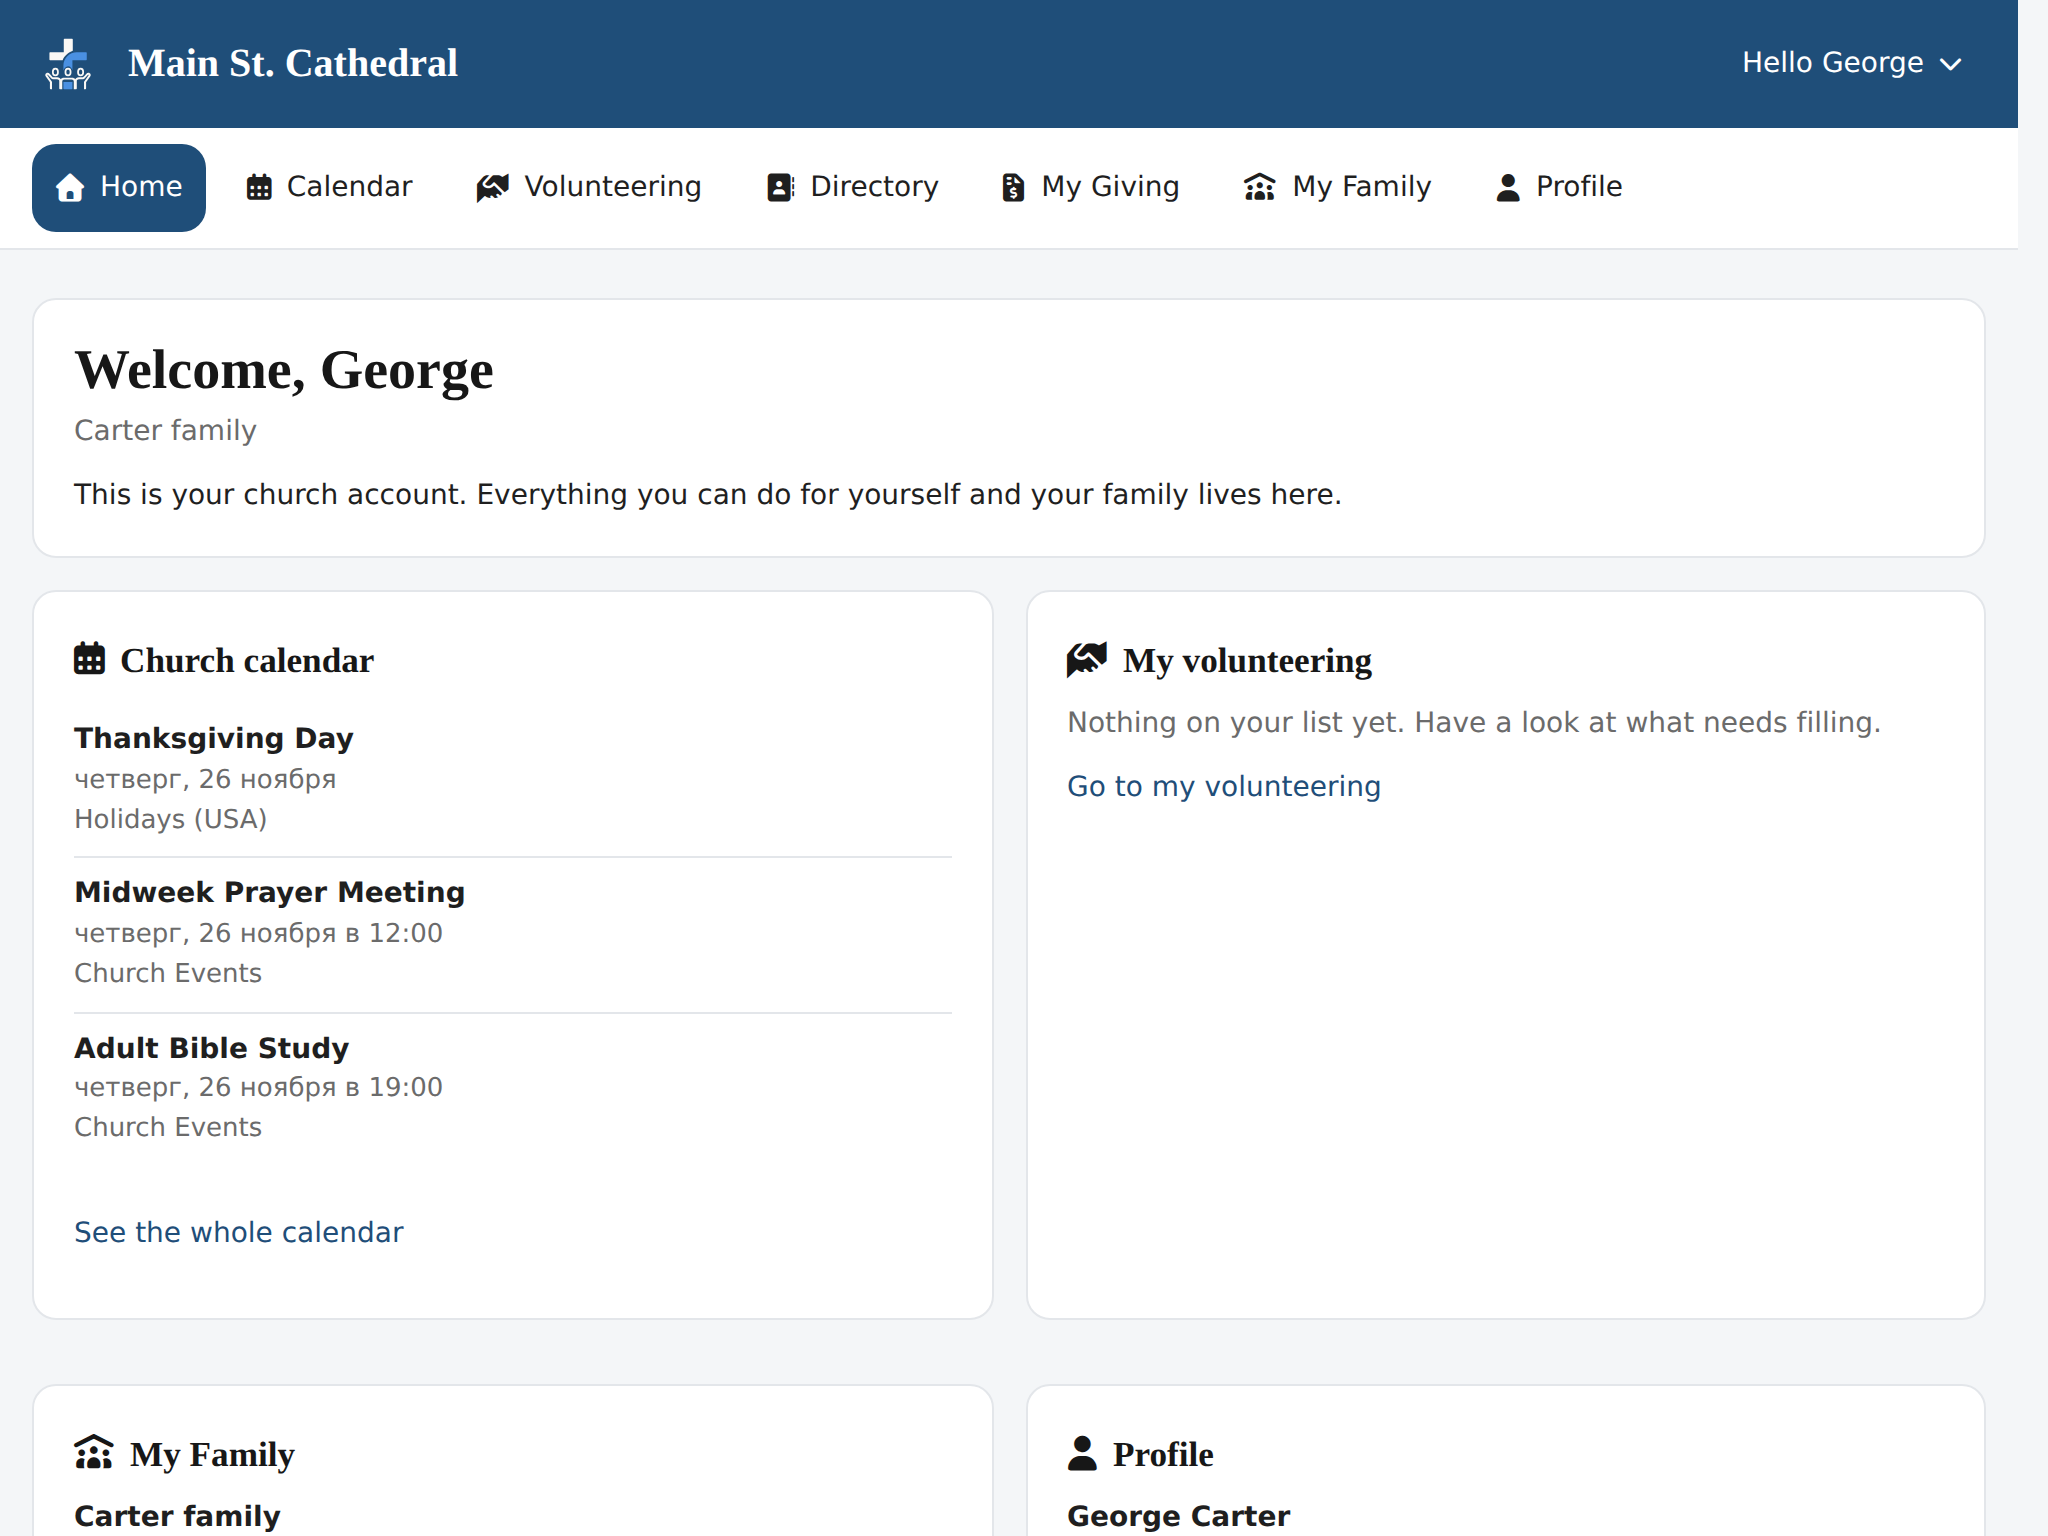 Main St. Cathedral
Hello George
Home
Calendar
Volunteering
Directory
My Giving
My Family
Profile
Welcome, George
Carter family
This is your church account. Everything you can do for yourself and your family lives here.
Church calendar
Thanksgiving Day
четверг, 26 ноября
Holidays (USA)
Midweek Prayer Meeting
четверг, 26 ноября в 12:00
Church Events
Adult Bible Study
четверг, 26 ноября в 19:00
Church Events
See the whole calendar
My volunteering
Nothing on your list yet. Have a look at what needs filling.
Go to my volunteering
My Family
Carter family
Profile
George Carter